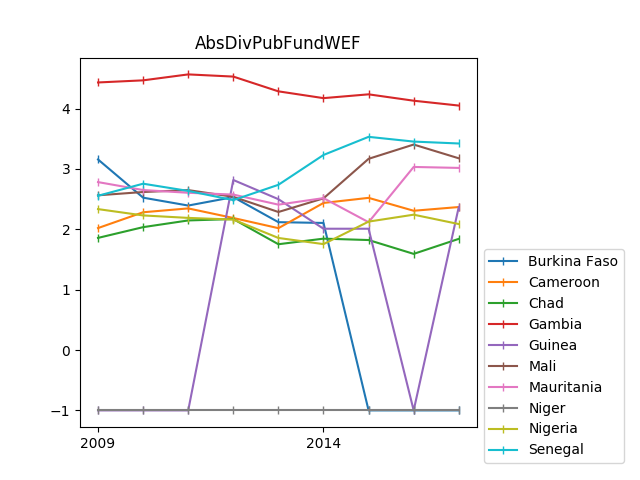 AbsDivPubFundWEF
4
3
2
1
0
−1
2009 2014
Burkina Faso
Cameroon
Chad
Gambia
Guinea
Mali
Mauritania
Niger
Nigeria
Senegal